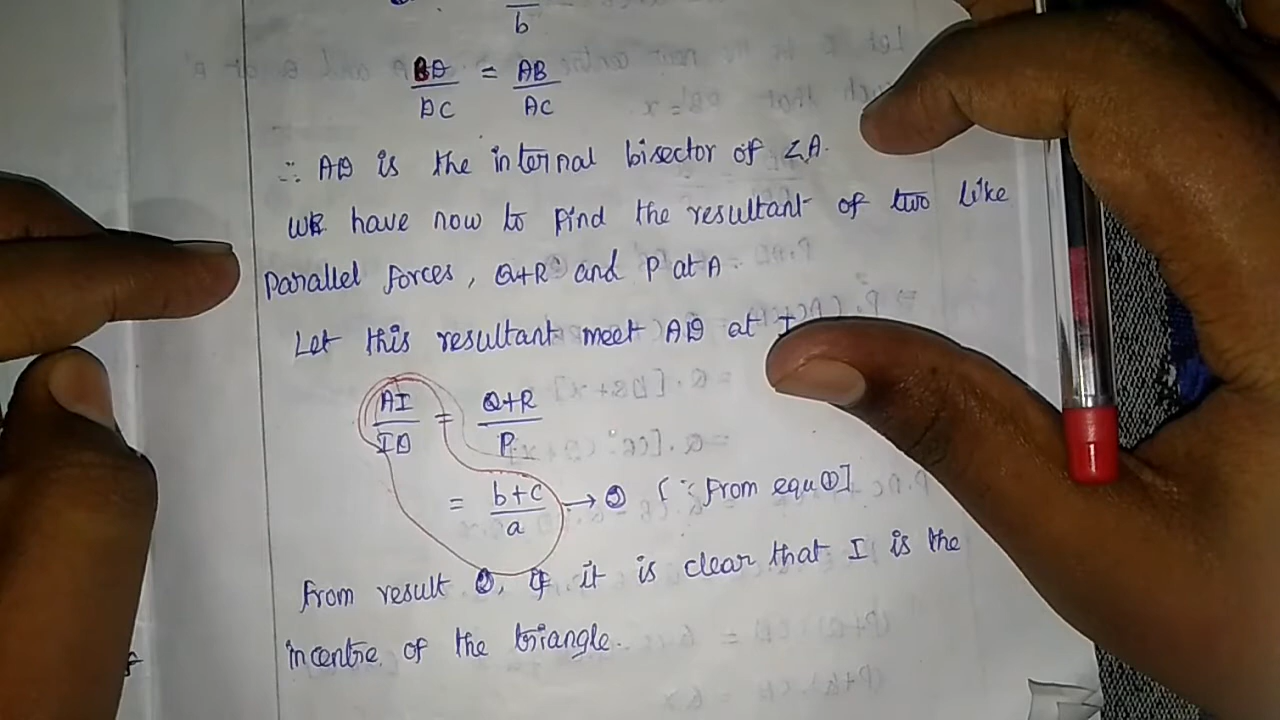 b
BD/DC = AB/AC
∴ AD is the internal bisector of ∠A.
We have now to find the resultant of two like
parallel forces, Q+R and P at A.
Let this resultant meet AD at I
AI/ID = Q+R/P
= b+c/a → ② [∵ from equ ①]
From result ②, it is clear that I is the
incentre of the triangle.